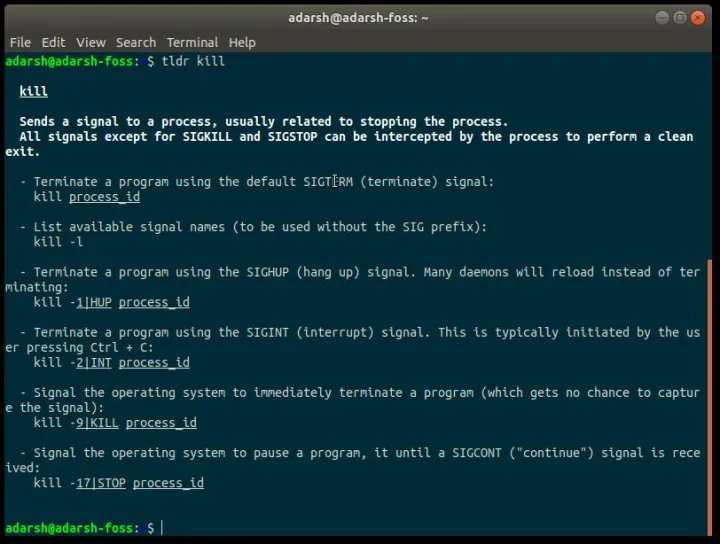 adarsh@adarsh-foss: ~
File Edit View Search Terminal Help
adarsh@adarsh-foss:~$ tldr kill
kill
Sends a signal to a process, usually related to stopping the process.
All signals except for SIGKILL and SIGSTOP can be intercepted by the process to perform a clean
exit.
- Terminate a program using the default SIGTERM (terminate) signal:
kill process_id
- List available signal names (to be used without the SIG prefix):
kill -l
- Terminate a program using the SIGHUP (hang up) signal. Many daemons will reload instead of ter
minating:
kill -1|HUP process_id
- Terminate a program using the SIGINT (interrupt) signal. This is typically initiated by the us
er pressing Ctrl + C:
kill -2|INT process_id
- Signal the operating system to immediately terminate a program (which gets no chance to captur
e the signal):
kill -9|KILL process_id
- Signal the operating system to pause a program, it until a SIGCONT ("continue") signal is rece
ived:
kill -17|STOP process_id
adarsh@adarsh-foss:~$